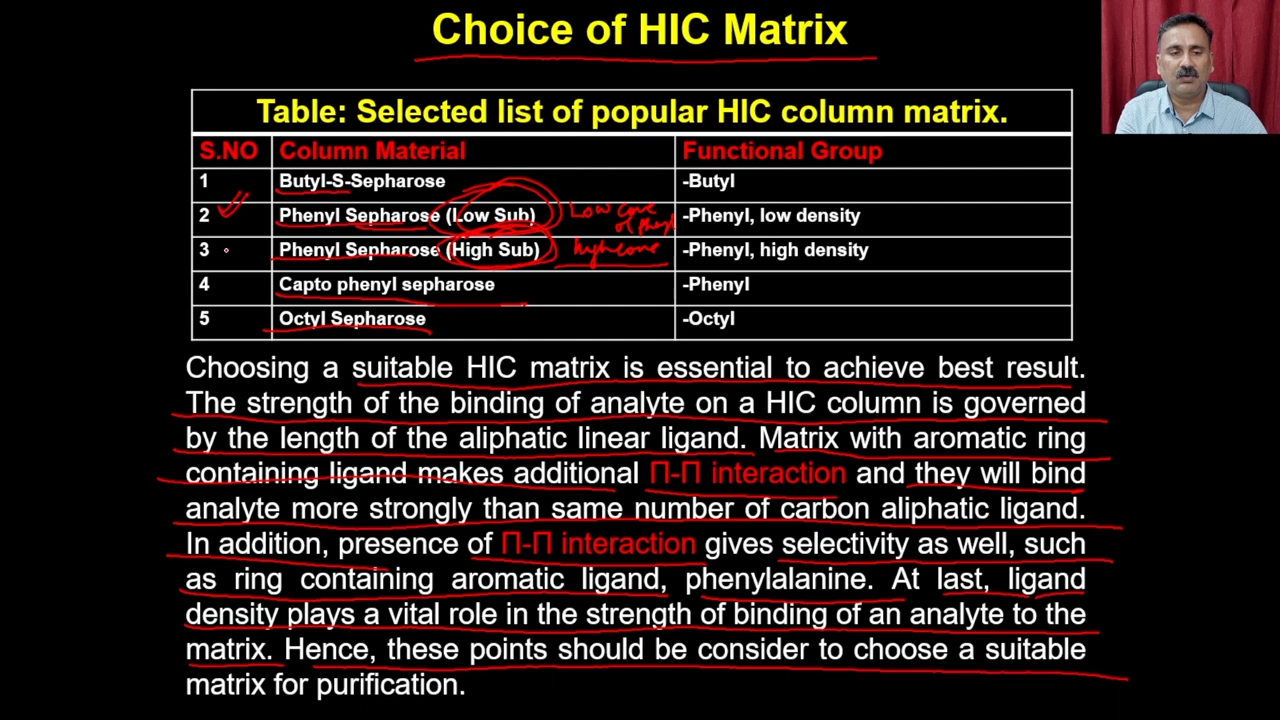 Choice of HIC Matrix
Table: Selected list of popular HIC column matrix.
S.NO Column Material Functional Group
1 Butyl-S-Sepharose -Butyl
2 Phenyl Sepharose (Low Sub) Low conc of Phenyl -Phenyl, low density
3 Phenyl Sepharose (High Sub) high conc -Phenyl, high density
4 Capto phenyl sepharose -Phenyl
5 Octyl Sepharose -Octyl
Choosing a suitable HIC matrix is essential to achieve best result.
The strength of the binding of analyte on a HIC column is governed
by the length of the aliphatic linear ligand. Matrix with aromatic ring
containing ligand makes additional Π-Π interaction and they will bind
analyte more strongly than same number of carbon aliphatic ligand.
In addition, presence of Π-Π interaction gives selectivity as well, such
as ring containing aromatic ligand, phenylalanine. At last, ligand
density plays a vital role in the strength of binding of an analyte to the
matrix. Hence, these points should be consider to choose a suitable
matrix for purification.